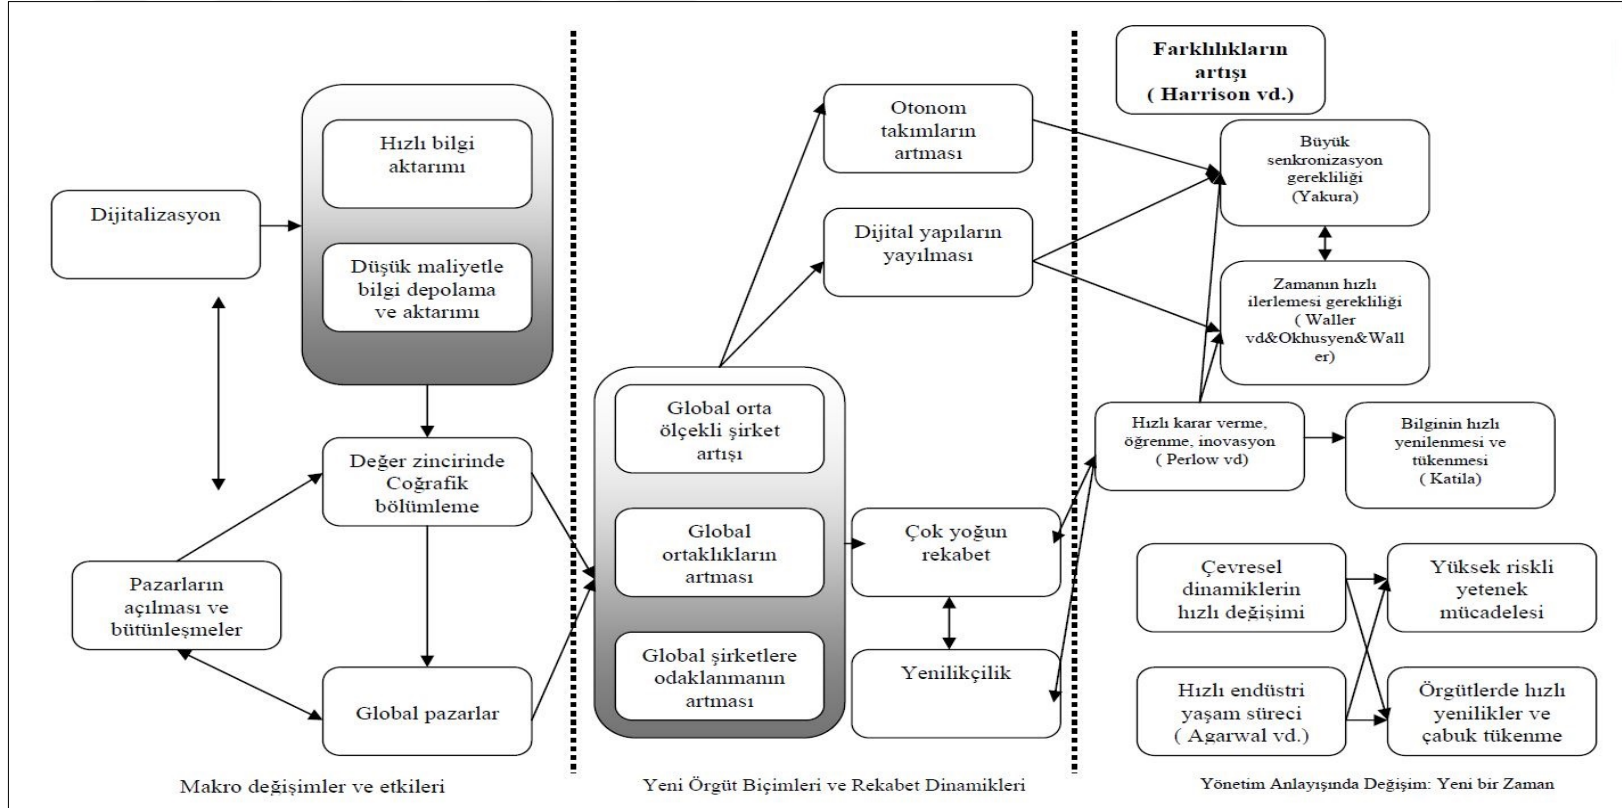 Dijitalizasyon
Hızlı bilgi
aktarımı
Düşük maliyetle
bilgi depolama
ve aktarımı
Değer zincirinde
Coğrafik
bölümleme
Pazarların
açılması ve
bütünleşmeler
Global pazarlar
Makro değişimler ve etkileri
Otonom
takımların
artması
Dijital yapıların
yayılması
Global orta
ölçekli şirket
artışı
Global
ortaklıkların
artması
Global şirketlere
odaklanmanın
artması
Çok yoğun
rekabet
Yenilikçilik
Yeni Örgüt Biçimleri ve Rekabet Dinamikleri
Farklılıkların
artışı
( Harrison vd.)
Büyük
senkronizasyon
gerekliliği
(Yakura)
Zamanın hızlı
ilerlemesi gerekliliği
( Waller
vd&Okhusyen&Wall
er)
Hızlı karar verme,
öğrenme, inovasyon
( Perlow vd)
Bilginin hızlı
yenilenmesi ve
tükenmesi
( Katila)
Çevresel
dinamiklerin
hızlı değişimi
Yüksek riskli
yetenek
mücadelesi
Hızlı endüstri
yaşam süreci
( Agarwal vd.)
Örgütlerde hızlı
yenilikler ve
çabuk tükenme
Yönetim Anlayışında Değişim: Yeni bir Zaman